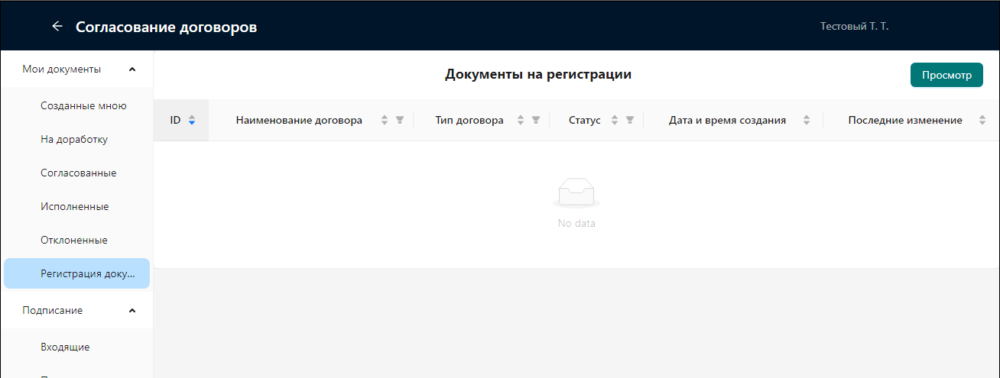 Согласование договоров
Тестовый Т. Т.
Мои документы
Созданные мною
На доработку
Согласованные
Исполненные
Отклоненные
Регистрация доку...
Подписание
Входящие
Документы на регистрации
Просмотр
ID Наименование договора Тип договора Статус Дата и время создания Последние изменение
No data